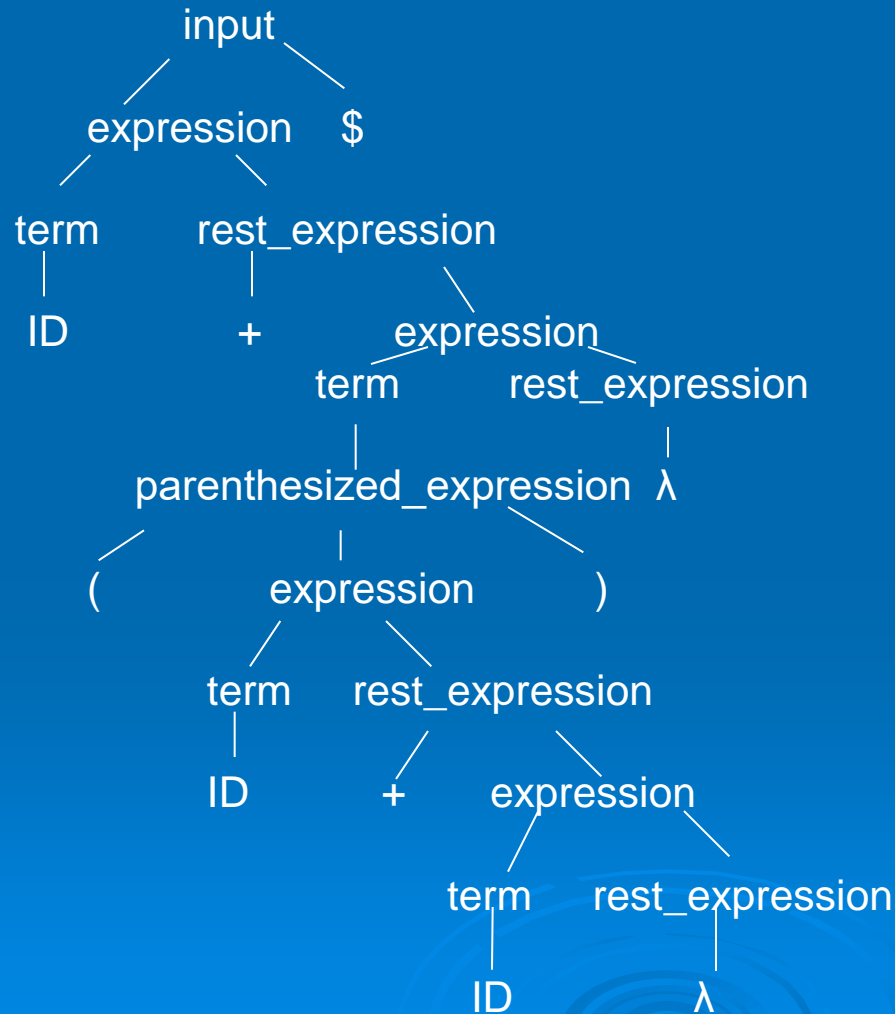 input
expression $
term rest_expression
ID + expression
term rest_expression
parenthesized_expression λ
( expression )
term rest_expression
ID + expression
term rest_expression
ID λ